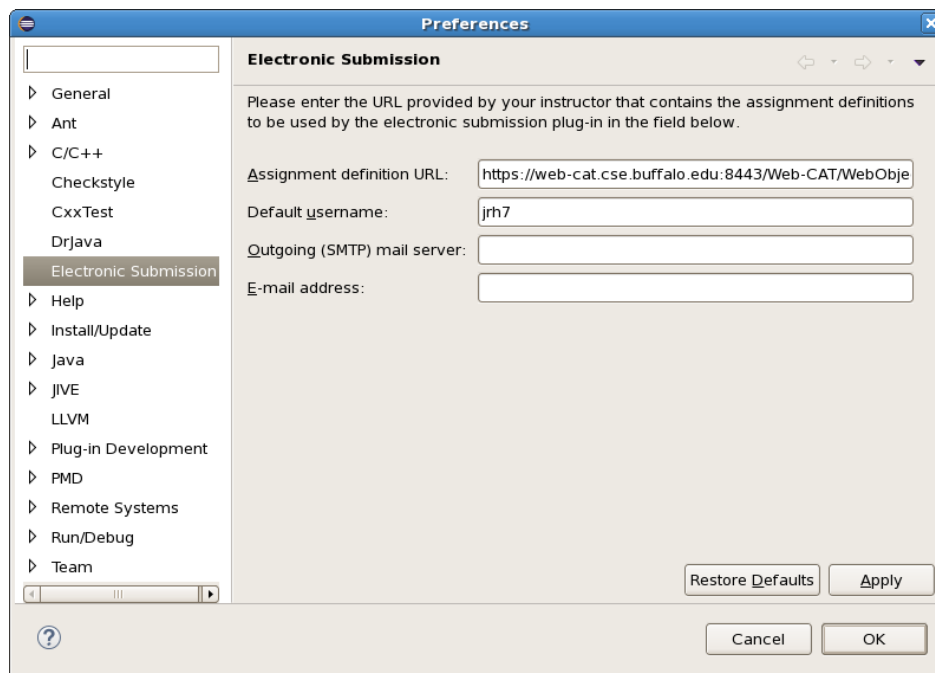 Preferences
Electronic Submission
General
Ant
C/C++
Checkstyle
CxxTest
DrJava
Electronic Submission
Help
Install/Update
Java
JIVE
LLVM
Plug-in Development
PMD
Remote Systems
Run/Debug
Team
Please enter the URL provided by your instructor that contains the assignment definitions
to be used by the electronic submission plug-in in the field below.
Assignment definition URL: https://web-cat.cse.buffalo.edu:8443/Web-CAT/WebObje
Default username: jrh7
Outgoing (SMTP) mail server:
E-mail address:
Restore Defaults Apply
Cancel OK